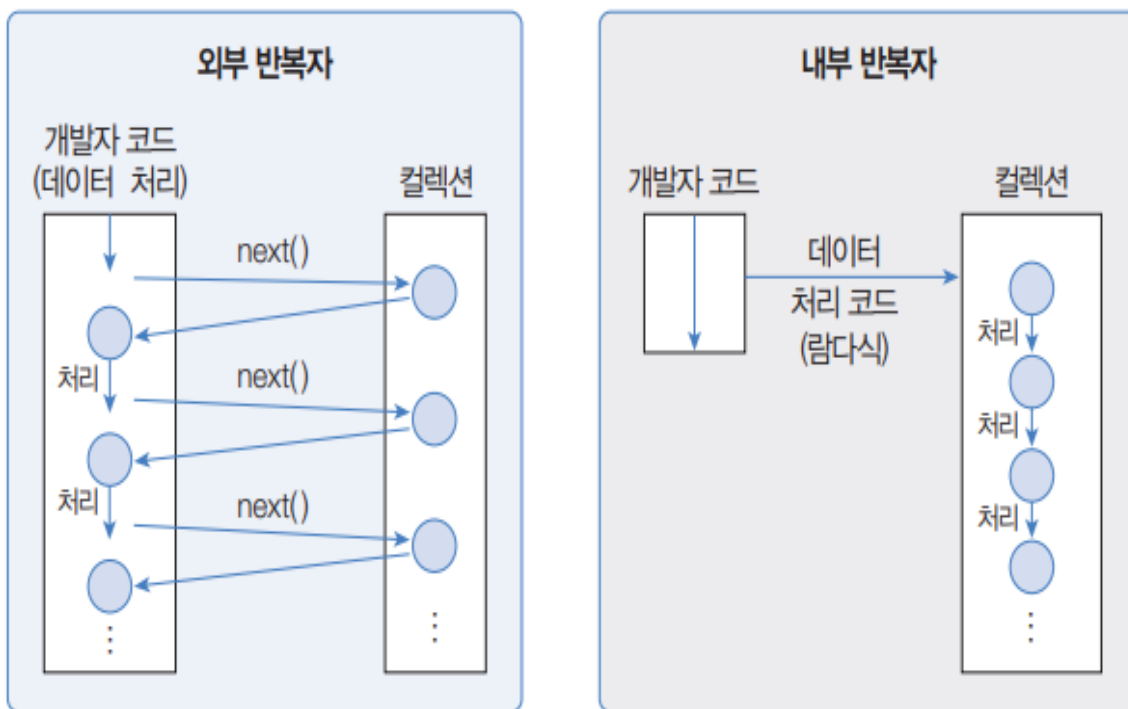 외부 반복자
개발자 코드
(데이터 처리)
컬렉션
next()
처리
next()
처리
next()
⋮
⋮
내부 반복자
개발자 코드
컬렉션
데이터
처리 코드
(람다식)
처리
처리
처리
⋮